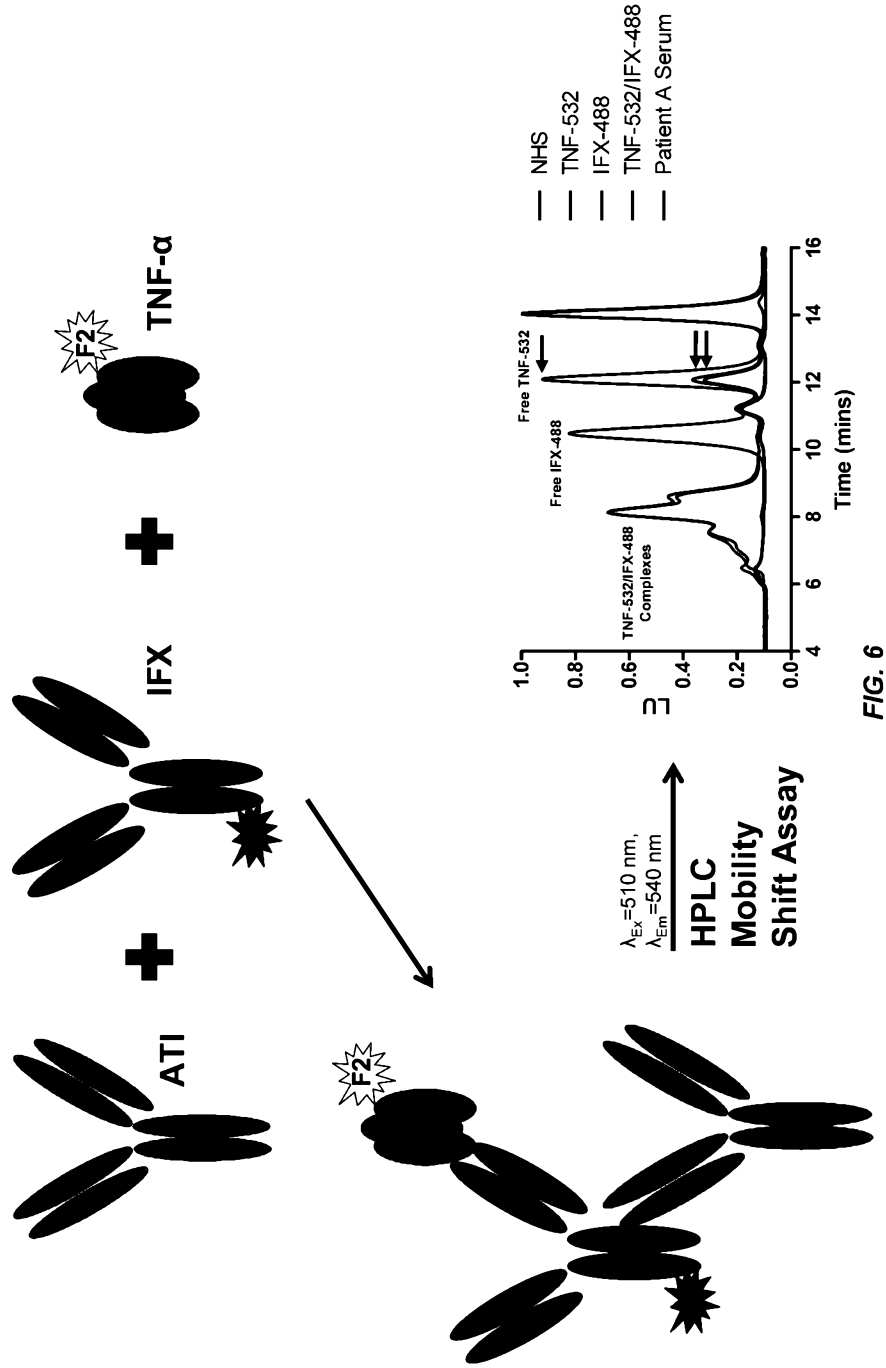 ATI
IFX
TNF-α
F2
F2
λEx=510 nm,
λEm=540 nm
HPLC
Mobility
Shift Assay
LU
1.0
0.8
0.6
0.4
0.2
0.0
4
6
8
10
12
14
16
Time (mins)
TNF-532/IFX-488
Complexes
Free IFX-488
Free TNF-532
NHS
TNF-532
IFX-488
TNF-532/IFX-488
Patient A Serum
FIG. 6